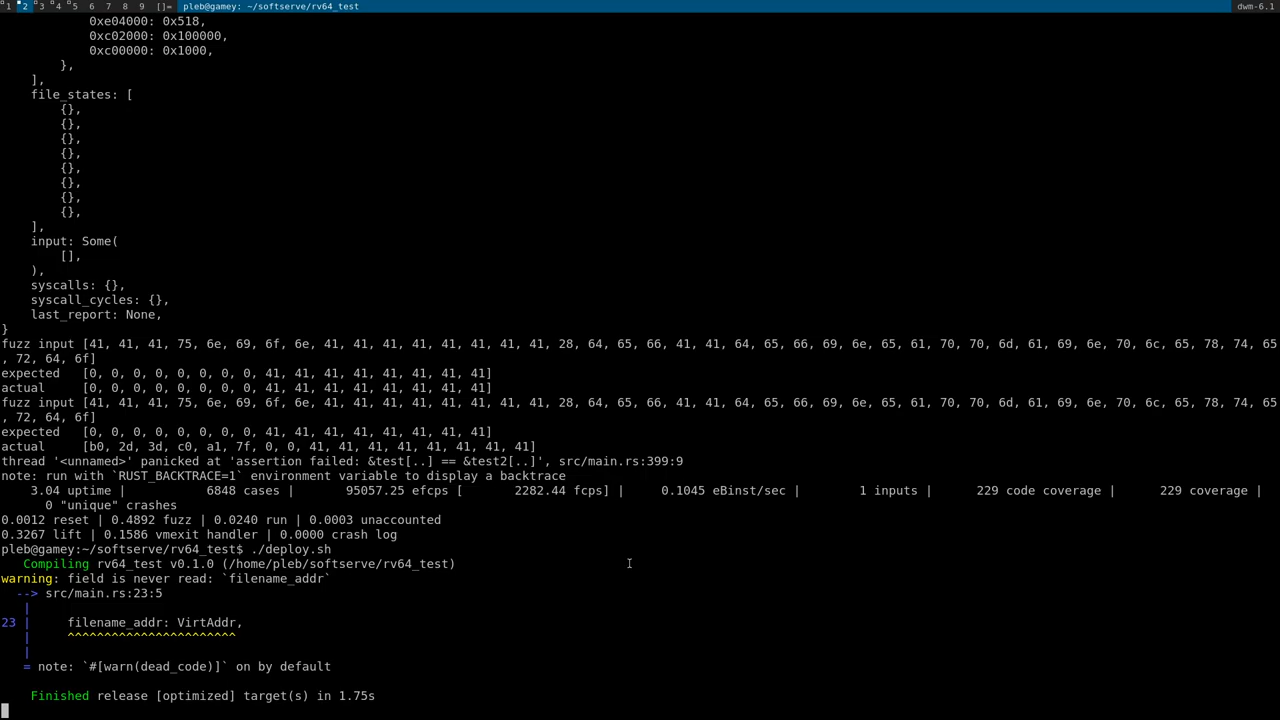 1 2 3 4 5 6 7 8 9 []= pleb@gamey: ~/softserve/rv64_test dwm-6.1
0xe04000: 0x518,
0xc02000: 0x100000,
0xc00000: 0x1000,
},
],
file_states: [
{},
{},
{},
{},
{},
{},
{},
{},
],
input: Some(
[],
),
syscalls: {},
syscall_cycles: {},
last_report: None,
}
fuzz input [41, 41, 41, 75, 6e, 69, 6f, 6e, 41, 41, 41, 41, 41, 41, 41, 41, 28, 64, 65, 66, 41, 41, 64, 65, 66, 69, 6e, 65, 61, 70, 70, 6d, 61, 69, 6e, 70, 6c, 65, 78, 74, 65
, 72, 64, 6f]
expected [0, 0, 0, 0, 0, 0, 0, 0, 41, 41, 41, 41, 41, 41, 41, 41]
actual [0, 0, 0, 0, 0, 0, 0, 0, 41, 41, 41, 41, 41, 41, 41, 41]
fuzz input [41, 41, 41, 75, 6e, 69, 6f, 6e, 41, 41, 41, 41, 41, 41, 41, 41, 28, 64, 65, 66, 41, 41, 64, 65, 66, 69, 6e, 65, 61, 70, 70, 6d, 61, 69, 6e, 70, 6c, 65, 78, 74, 65
, 72, 64, 6f]
expected [0, 0, 0, 0, 0, 0, 0, 0, 41, 41, 41, 41, 41, 41, 41, 41]
actual [b0, 2d, 3d, c0, a1, 7f, 0, 0, 41, 41, 41, 41, 41, 41, 41, 41]
thread '<unnamed>' panicked at 'assertion failed: &test[..] == &test2[..]', src/main.rs:399:9
note: run with `RUST_BACKTRACE=1` environment variable to display a backtrace
3.04 uptime | 6848 cases | 95057.25 efcps [ 2282.44 fcps] | 0.1045 eBinst/sec | 1 inputs | 229 code coverage | 229 coverage |
0 "unique" crashes
0.0012 reset | 0.4892 fuzz | 0.0240 run | 0.0003 unaccounted
0.3267 lift | 0.1586 vmexit handler | 0.0000 crash log
pleb@gamey:~/softserve/rv64_test$ ./deploy.sh
Compiling rv64_test v0.1.0 (/home/pleb/softserve/rv64_test)
warning: field is never read: `filename_addr`
--> src/main.rs:23:5
|
23 | filename_addr: VirtAddr,
| ^^^^^^^^^^^^^^^^^^^^^^^
|
= note: `#[warn(dead_code)]` on by default
Finished release [optimized] target(s) in 1.75s